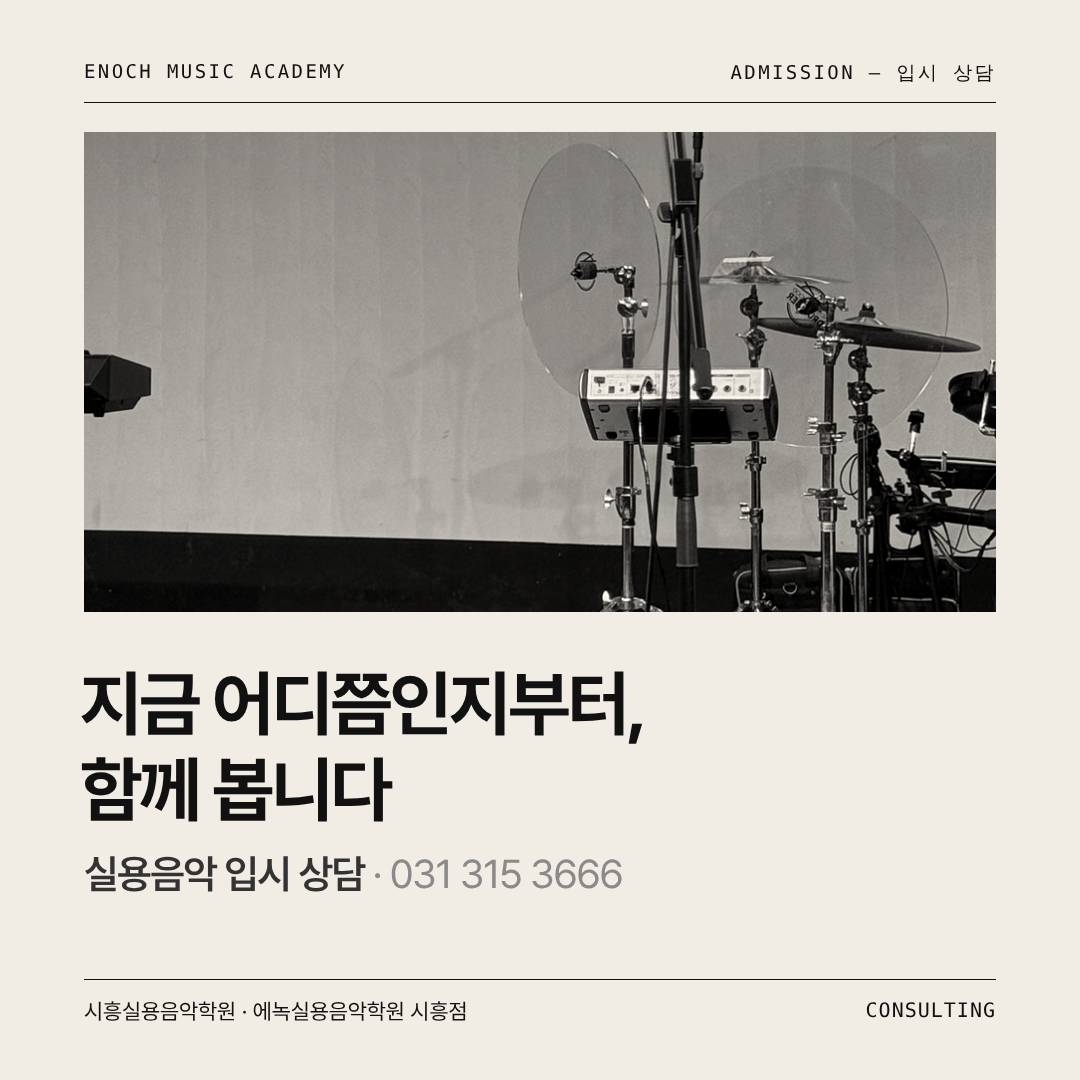 ENOCH MUSIC ACADEMY
ADMISSION — 입시 상담
지금 어디쯤인지부터,
함께 봅니다
실용음악 입시 상담 · 031 315 3666
시흥실용음악학원 · 에녹실용음악학원 시흥점
CONSULTING